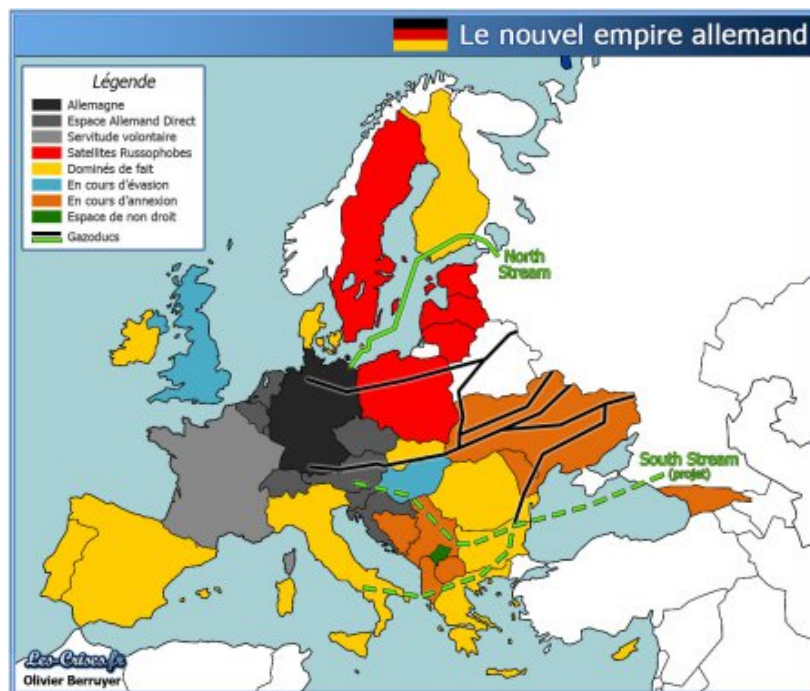 Le nouvel empire allemand
Légende
Allemagne
Espace Allemand Direct
Servitude volontaire
Satellites Russophobes
Dominés de fait
En cours d'évasion
En cours d'annexion
Espace de non droit
Gazoducs
North
Stream
South Stream
(projet)
Les-Crises.fr
Olivier Berruyer